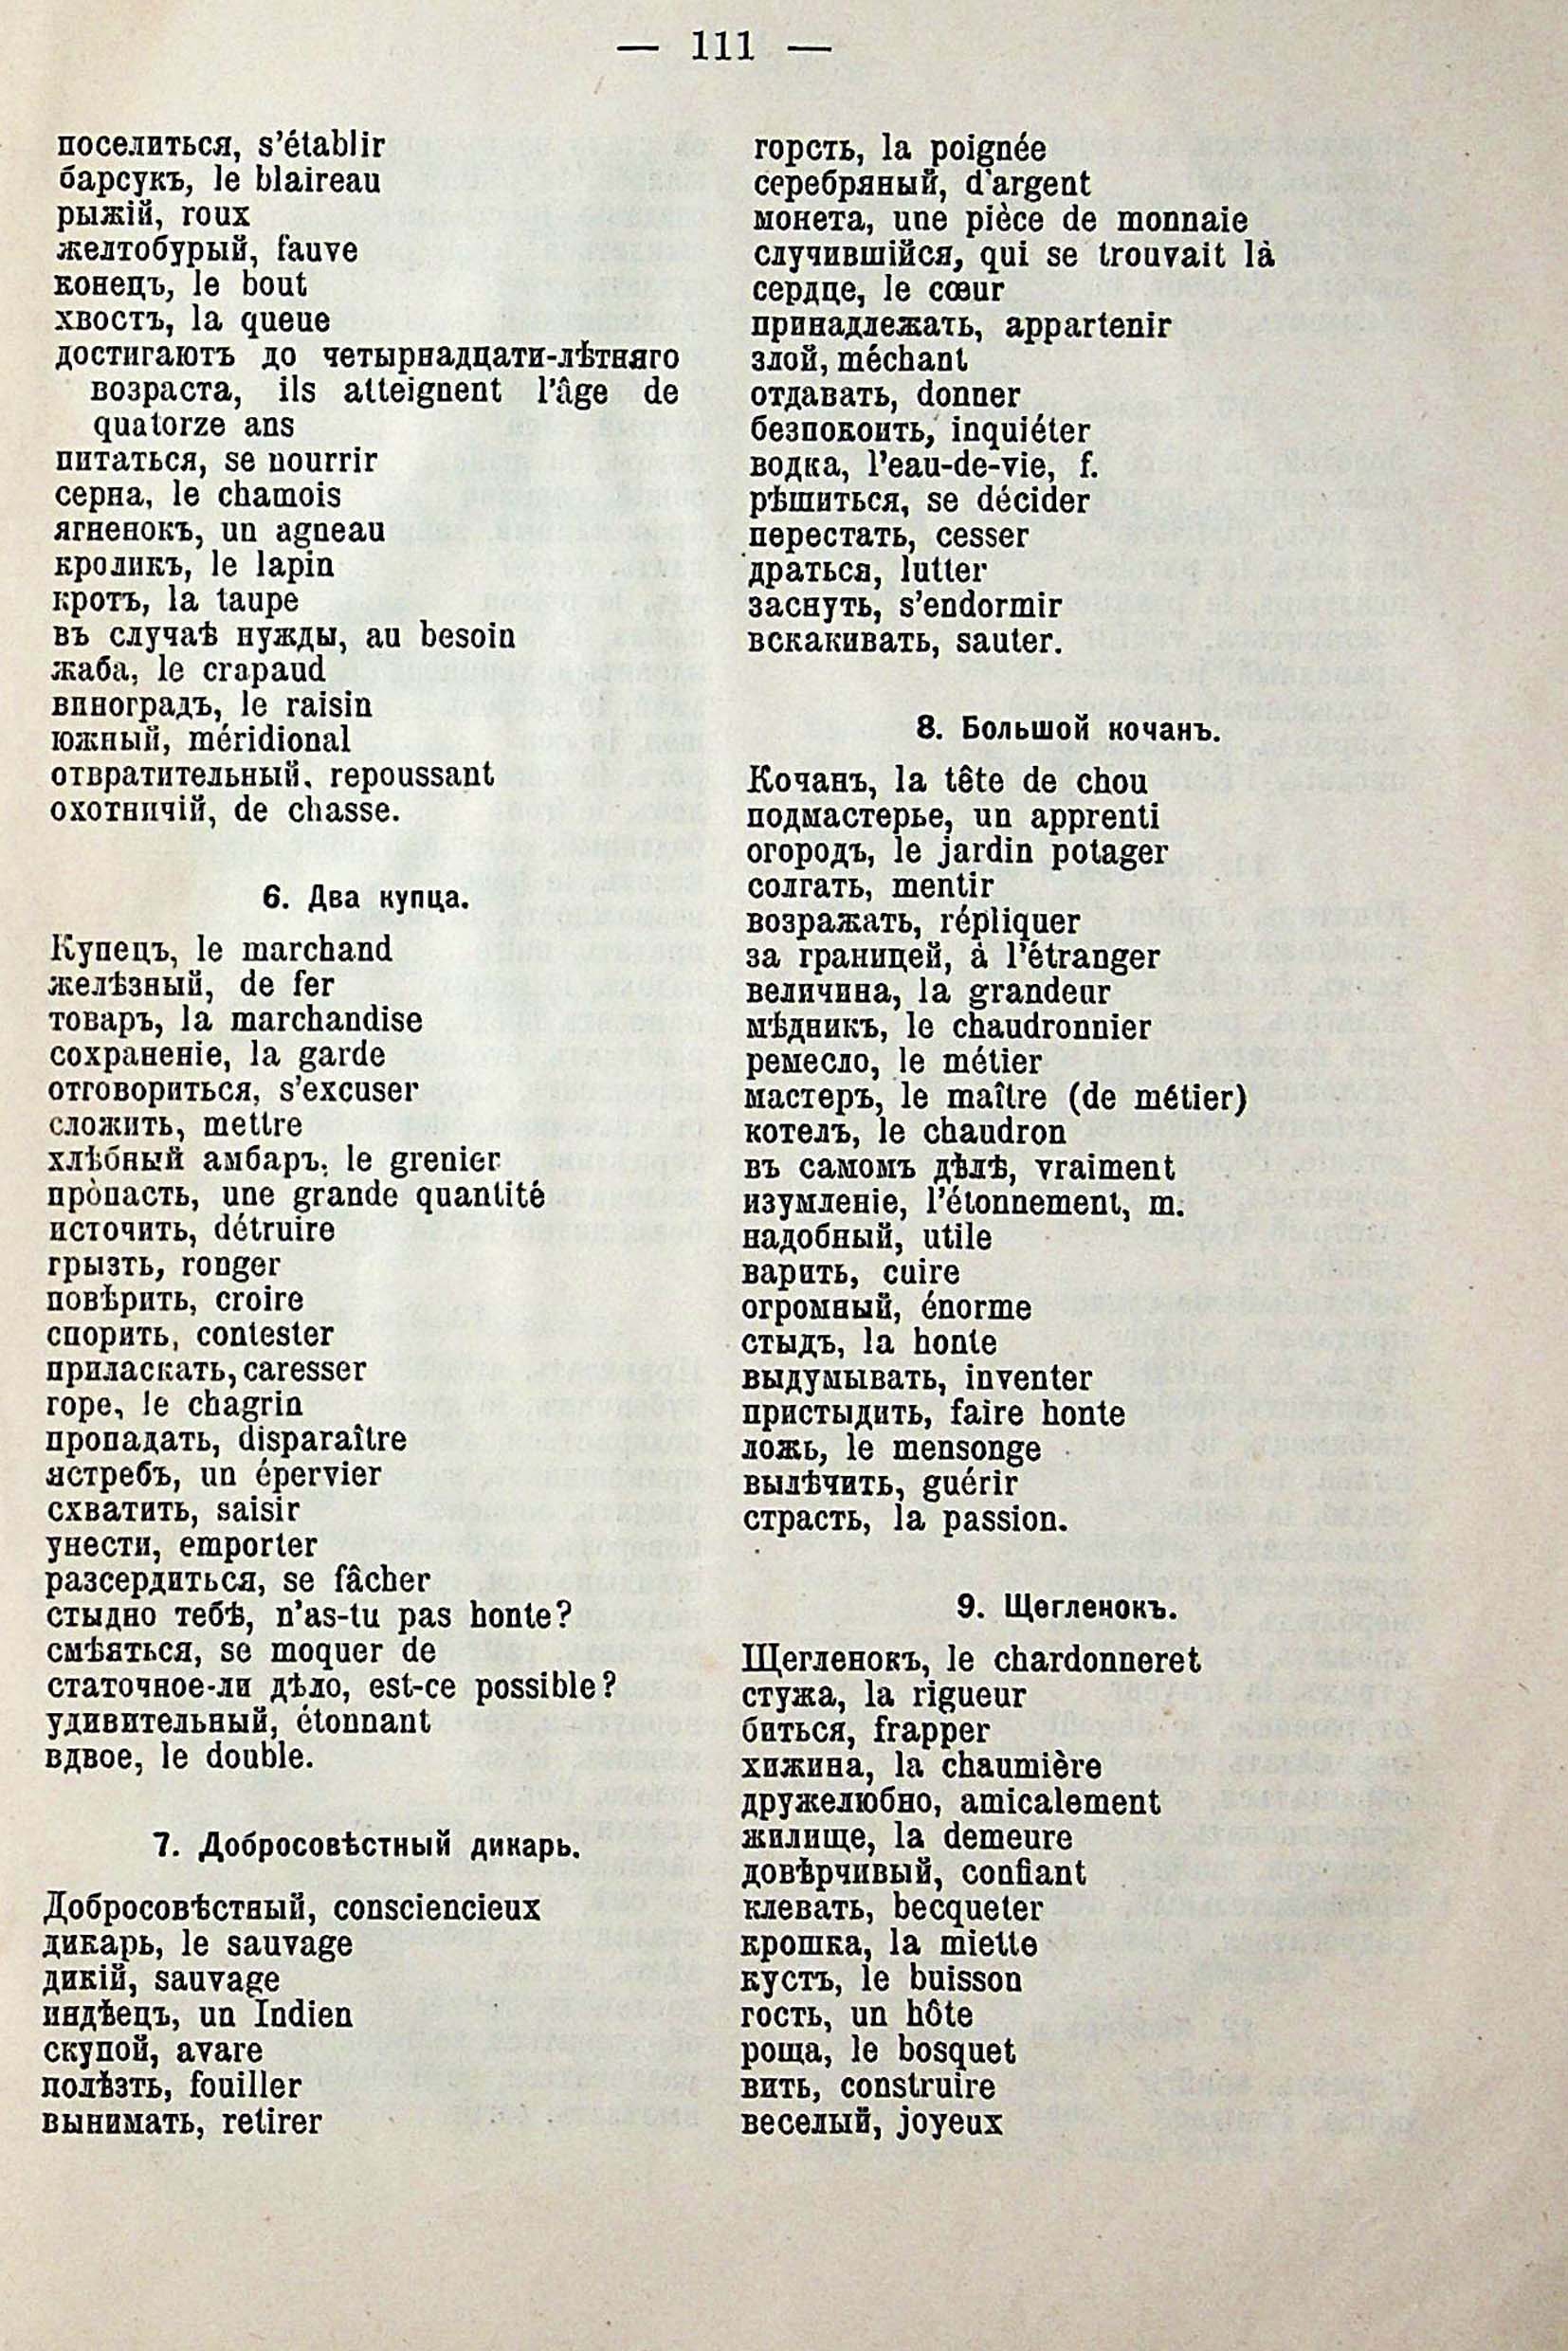 — 111 —
поселиться, s'établir
барсукъ, le blaireau
рыжій, roux
желтобурый, fauve
конецъ, le bout
хвостъ, la queue
достигаютъ до четырнадцати-лѣтняго
возраста, ils atteignent l'âge de
quatorze ans
питаться, se nourrir
серна, le chamois
ягненокъ, un agneau
кроликъ, le lapin
кротъ, la taupe
въ случаѣ нужды, au besoin
жаба, le crapaud
виноградъ, le raisin
южный, méridional
отвратительный, repoussant
охотничій, de chasse.
6. Два купца.
Купецъ, le marchand
желѣзный, de fer
товаръ, la marchandise
сохраненіе, la garde
отговориться, s'excuser
сложить, mettre
хлѣбный амбаръ, le grenier
про̀пасть, une grande quantité
источить, détruire
грызть, ronger
повѣрить, croire
спорить, contester
приласкать, caresser
горе, le chagrin
пропадать, disparaître
ястребъ, un épervier
схватить, saisir
унести, emporter
разсердиться, se fâcher
стыдно тебѣ, n'as-tu pas honte?
смѣяться, se moquer de
статочное-ли дѣло, est-ce possible?
удивительный, étonnant
вдвое, le double.
7. Добросовѣстный дикарь.
Добросовѣстный, consciencieux
дикарь, le sauvage
дикій, sauvage
индѣецъ, un Indien
скупой, avare
полѣзть, fouiller
вынимать, retirer
горсть, la poignée
серебряный, d'argent
монета, une pièce de monnaie
случившійся, qui se trouvait là
сердце, le cœur
принадлежать, appartenir
злой, méchant
отдавать, donner
безпокоить, inquiéter
водка, l'eau-de-vie, f.
рѣшиться, se décider
перестать, cesser
драться, lutter
заснуть, s'endormir
вскакивать, sauter.
8. Большой кочанъ.
Кочанъ, la tête de chou
подмастерье, un apprenti
огородъ, le jardin potager
солгать, mentir
возражать, répliquer
за границей, à l'étranger
величина, la grandeur
мѣдникъ, le chaudronnier
ремесло, le métier
мастеръ, le maître (de métier)
котелъ, le chaudron
въ самомъ дѣлѣ, vraiment
изумленіе, l'étonnement, m.
надобный, utile
варить, cuire
огромный, énorme
стыдъ, la honte
выдумывать, inventer
пристыдить, faire honte
ложь, le mensonge
вылѣчить, guérir
страсть, la passion.
9. Щегленокъ.
Щегленокъ, le chardonneret
стужа, la rigueur
биться, frapper
хижина, la chaumière
дружелюбно, amicalement
жилище, la demeure
довѣрчивый, confiant
клевать, becqueter
крошка, la miette
кустъ, le buisson
гость, un hôte
роща, le bosquet
вить, construire
веселый, joyeux